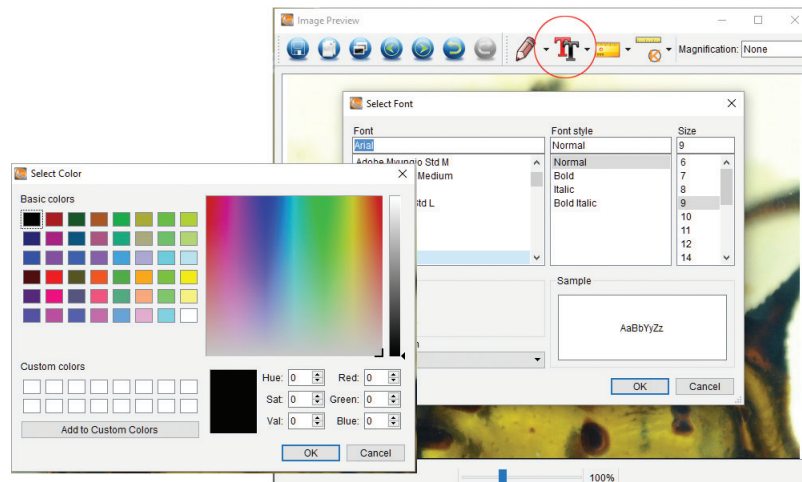 Image Preview
Magnification: None
Select Font
Font
Arial
Adobe Myungjo Std M
Medium
Std L
Font style
Normal
Normal
Bold
Italic
Bold Italic
Size
9
6
7
8
9
10
11
12
14
Sample
AaBbYyZz
OK Cancel
Select Color
Basic colors
Custom colors
Add to Custom Colors
Hue: 0 Red: 0
Sat: 0 Green: 0
Val: 0 Blue: 0
OK Cancel
100%